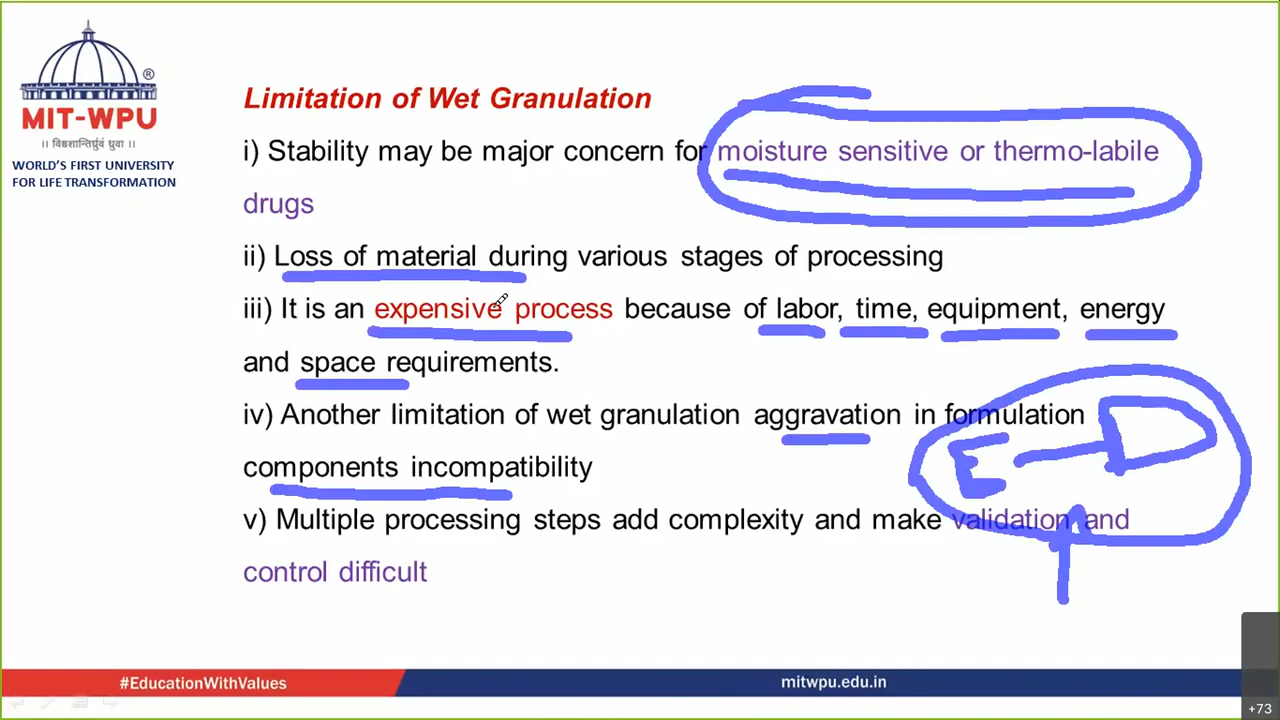 ®
MIT-WPU
॥ विश्वशान्तिर्ध्रुवं ध्रुवा ॥
WORLD'S FIRST UNIVERSITY
FOR LIFE TRANSFORMATION
Limitation of Wet Granulation
i) Stability may be major concern for moisture sensitive or thermo-labile
drugs
ii) Loss of material during various stages of processing
iii) It is an expensive process because of labor, time, equipment, energy
and space requirements.
iv) Another limitation of wet granulation aggravation in formulation
E — D
components incompatibility
v) Multiple processing steps add complexity and make validation and
control difficult
#EducationWithValues
mitwpu.edu.in
+73